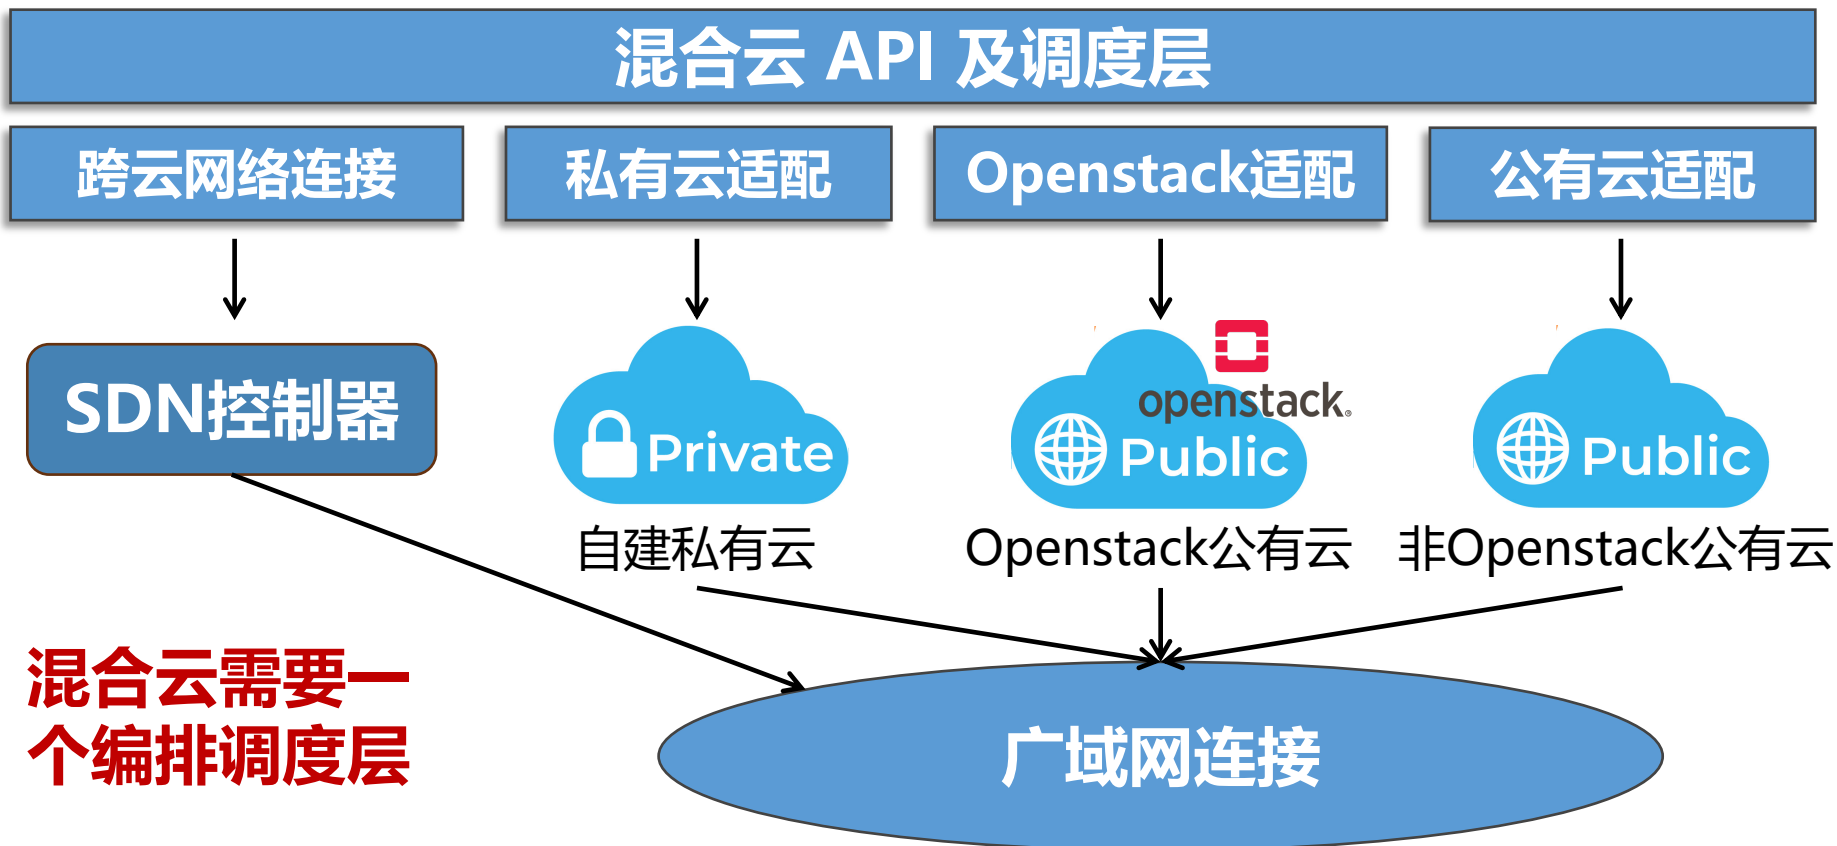 混合云 API 及调度层
跨云网络连接
私有云适配
Openstack适配
公有云适配
SDN控制器
Private
openstack
Public
Public
自建私有云
Openstack公有云
非Openstack公有云
混合云需要一
个编排调度层
广域网连接